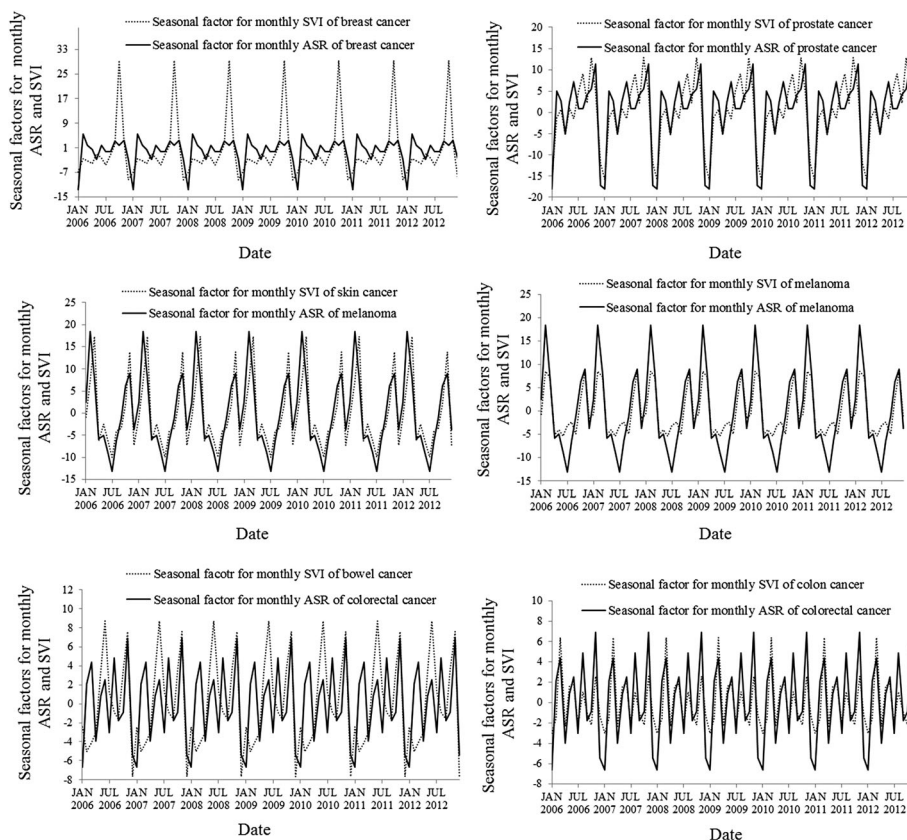 Seasonal factor for monthly SVI of breast cancer
Seasonal factor for monthly ASR of breast cancer
Seasonal factors for monthly
ASR and SVI
29
19
17
9
1
-7
-15
JAN JUL JAN JUL JAN JUL JAN JUL JAN JUL JAN JUL JAN JUL
2006 2006 2007 2007 2008 2008 2009 2009 2010 2010 2011 2011 2012 2012
Date
Seasonal factor for monthly SVI of prostate cancer
Seasonal factor for monthly ASR of prostate cancer
Seasonal factors for monthly
ASR and SVI
20
15
10
5
0
-5
-10
-15
-20
JAN JUL JAN JUL JAN JUL JAN JUL JAN JUL JAN JUL JAN JUL
2006 2006 2007 2007 2008 2008 2009 2009 2010 2010 2011 2011 2012 2012
Date
Seasonal factor for monthly SVI of skin cancer
Seasonal factor for monthly ASR of melanoma
Seasonal factors for monthly
ASR and SVI
25
20
15
10
5
0
-5
-10
-15
JAN JUL JAN JUL JAN JUL JAN JUL JAN JUL JAN JUL JAN JUL
2006 2006 2007 2007 2008 2008 2009 2009 2010 2010 2011 2011 2012 2012
Date
Seasonal factor for monthly SVI of melanoma
Seasonal factor for monthly ASR of melanoma
Seasonal factors for monthly
ASR and SVI
25
20
15
10
5
0
-5
-10
-15
JAN JUL JAN JUL JAN JUL JAN JUL JAN JUL JAN JUL JAN JUL
2006 2006 2007 2007 2008 2008 2009 2009 2010 2010 2011 2011 2012 2012
Date
Seasonal facotr for monthly SVI of bowel cancer
Seasonal factor for monthly ASR of colorectal cancer
Seasonal factors for monthly
ASR and SVI
12
10
8
6
4
2
0
-2
-4
-6
-8
JAN JUL JAN JUL JAN JUL JAN JUL JAN JUL JAN JUL JAN JUL
2006 2006 2007 2007 2008 2008 2009 2009 2010 2010 2011 2011 2012 2012
Date
Seasonal factor for monthly SVI of colon cancer
Seasonal factor for monthly ASR of colorectal cancer
Seasonal factors for monthly
ASR and SVI
10
8
6
4
2
0
-2
-4
-6
-8
JAN JUL JAN JUL JAN JUL JAN JUL JAN JUL JAN JUL JAN JUL
2006 2006 2007 2007 2008 2008 2009 2009 2010 2010 2011 2011 2012 2012
Date